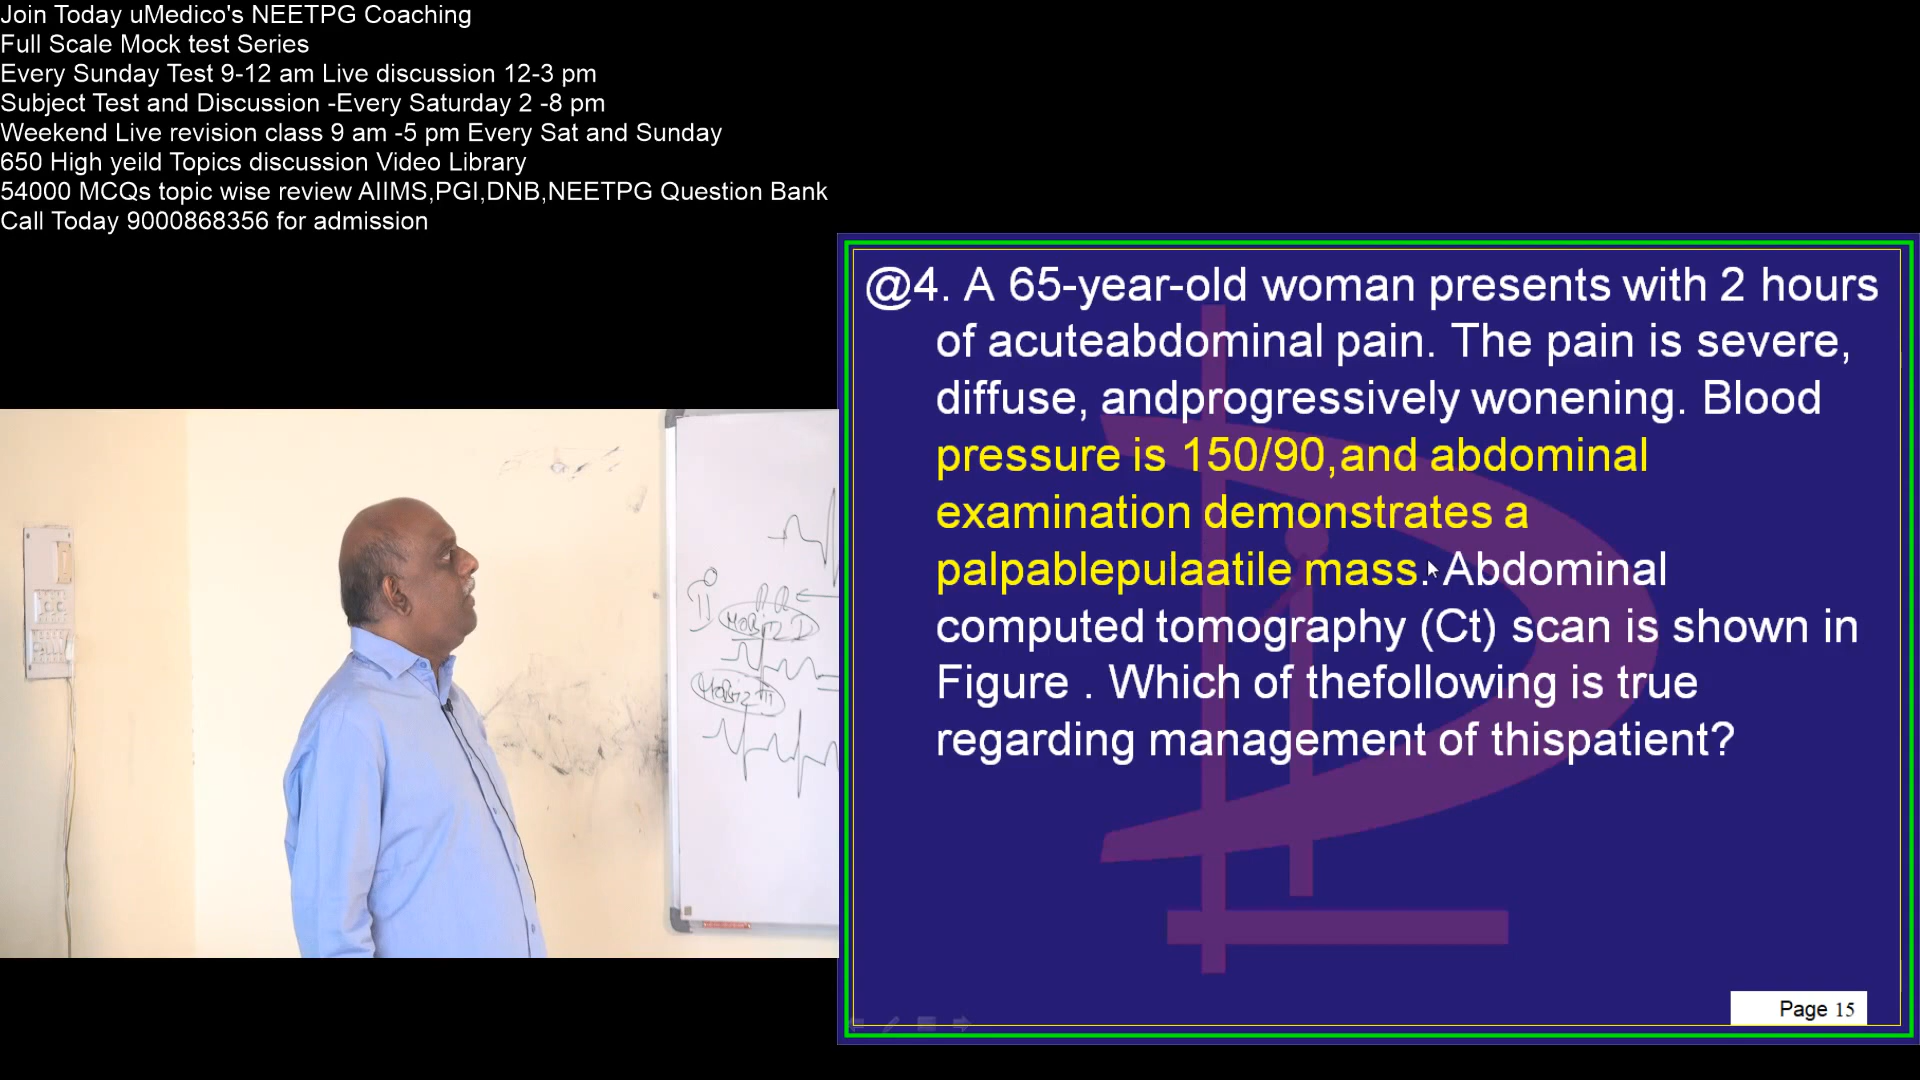 Join Today uMedico's NEETPG Coaching
Full Scale Mock test Series
Every Sunday Test 9-12 am Live discussion 12-3 pm
Subject Test and Discussion -Every Saturday 2 -8 pm
Weekend Live revision class 9 am -5 pm Every Sat and Sunday
650 High yeild Topics discussion Video Library
54000 MCQs topic wise review AIIMS,PGI,DNB,NEETPG Question Bank
Call Today 9000868356 for admission
@4. A 65-year-old woman presents with 2 hours
of acuteabdominal pain. The pain is severe,
diffuse, andprogressively wonening. Blood
pressure is 150/90,and abdominal
examination demonstrates a
palpablepulaatile mass. Abdominal
computed tomography (Ct) scan is shown in
Figure . Which of thefollowing is true
regarding management of thispatient?
Page 15